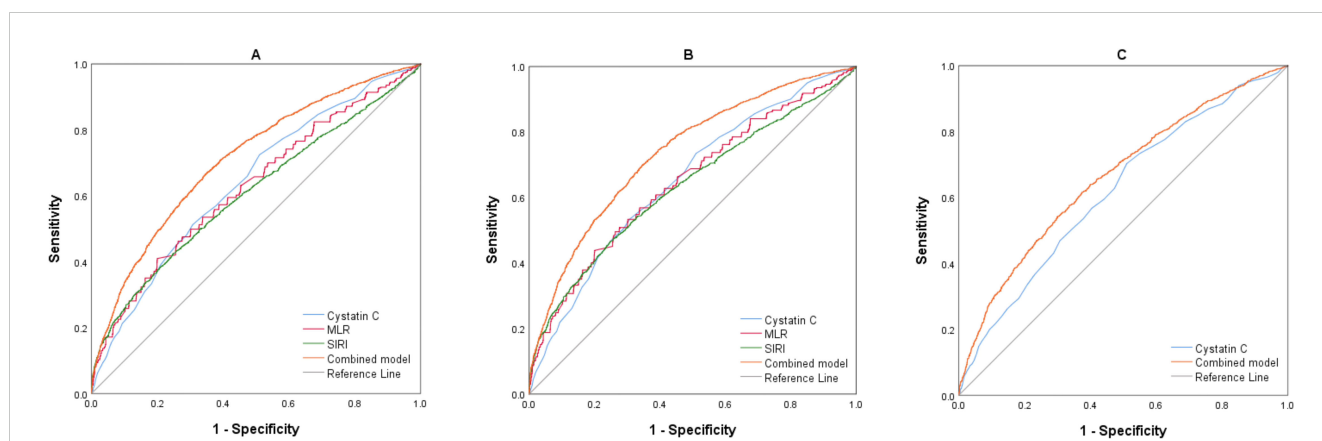 A
1.0
0.8
0.6
0.4
0.2
0.0
Sensitivity
Cystatin C
MLR
SIRI
Combined model
Reference Line
0.0 0.2 0.4 0.6 0.8 1.0
1 - Specificity
B
1.0
0.8
0.6
0.4
0.2
0.0
Sensitivity
Cystatin C
MLR
SIRI
Combined model
Reference Line
0.0 0.2 0.4 0.6 0.8 1.0
1 - Specificity
C
1.0
0.8
0.6
0.4
0.2
0.0
Sensitivity
Cystatin C
Combined model
Reference Line
0.0 0.2 0.4 0.6 0.8 1.0
1 - Specificity